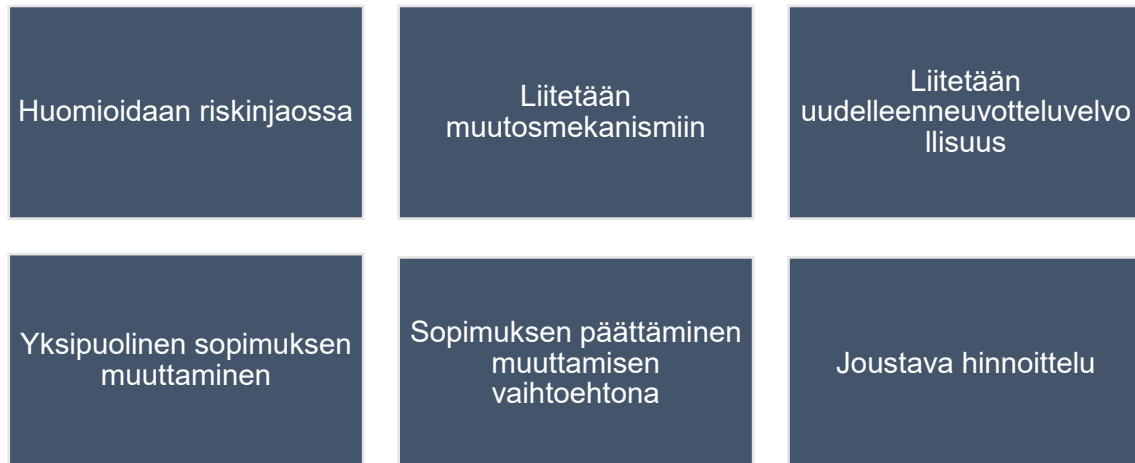 Huomioidaan riskinjaossa
Liitetään
muutosmekanismiin
Liitetään
uudelleenneuvotteluvelvo
llisuus
Yksipuolinen sopimuksen
muuttaminen
Sopimuksen päättäminen
muuttamisen
vaihtoehtona
Joustava hinnoittelu